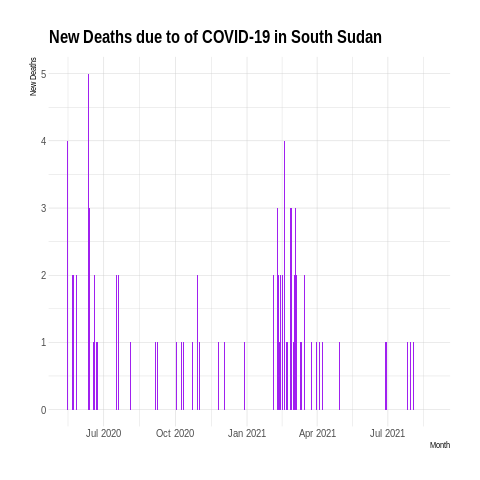 New Deaths due to of COVID-19 in South Sudan
New Deaths
5
4
3
2
1
0
Jul 2020 Oct 2020 Jan 2021 Apr 2021 Jul 2021
Month